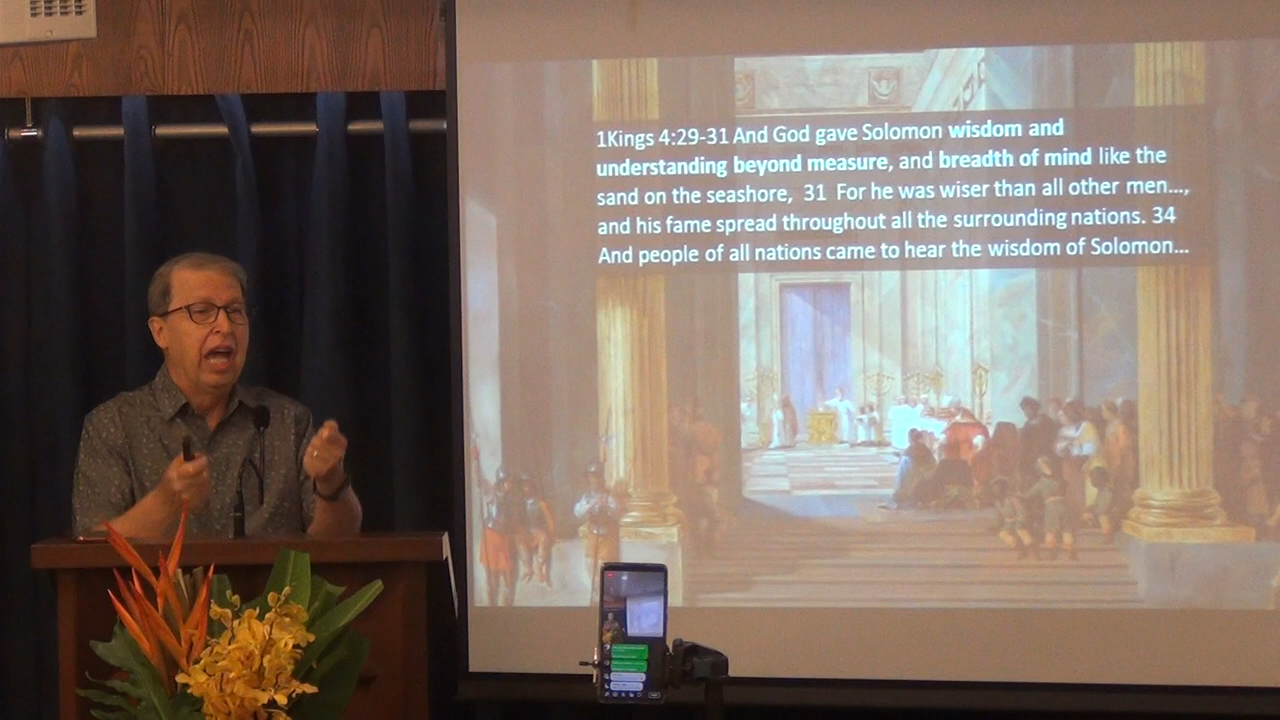 1Kings 4:29-31 And God gave Solomon wisdom and
understanding beyond measure, and breadth of mind like the
sand on the seashore,  31  For he was wiser than all other men...,
and his fame spread throughout all the surrounding nations. 34
And people of all nations came to hear the wisdom of Solomon...